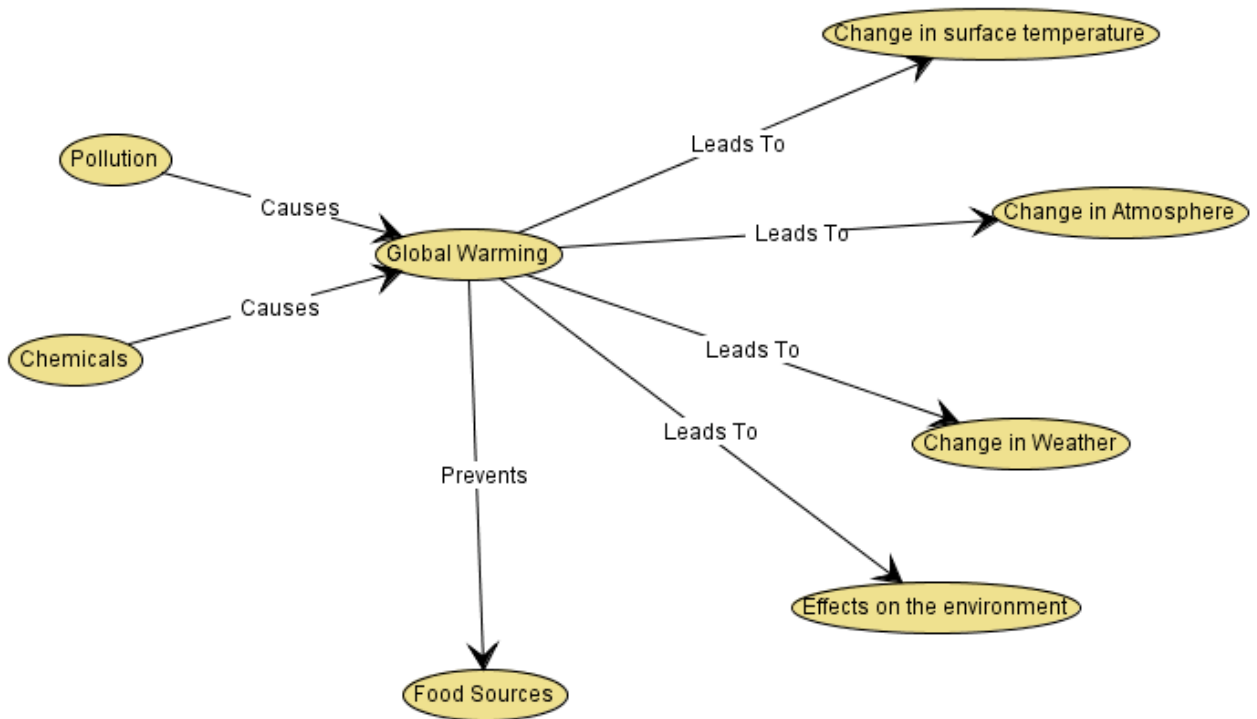 Change in surface temperature
Leads To
Pollution
Causes
Change in Atmosphere
Leads To
Global Warming
Causes
Chemicals
Leads To
Change in Weather
Leads To
Prevents
Effects on the environment
Food Sources